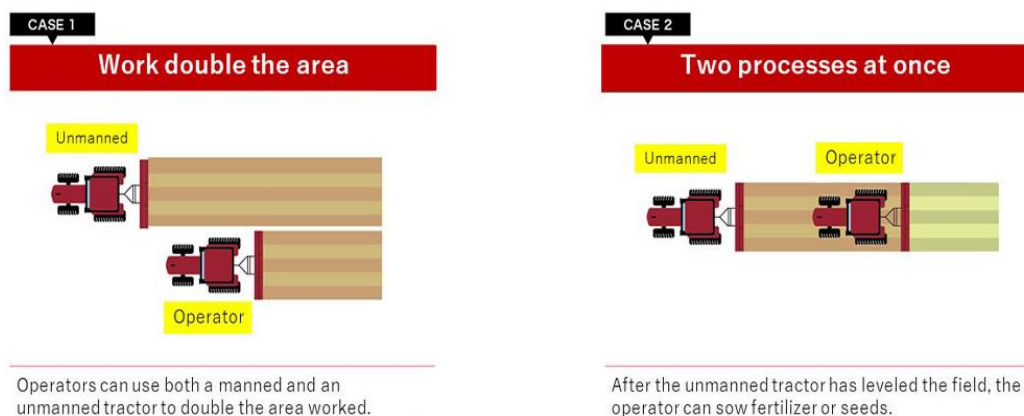 CASE 1
Work double the area
Unmanned
Operator
Operators can use both a manned and an
unmanned tractor to double the area worked.
CASE 2
Two processes at once
Unmanned
Operator
After the unmanned tractor has leveled the field, the
operator can sow fertilizer or seeds.